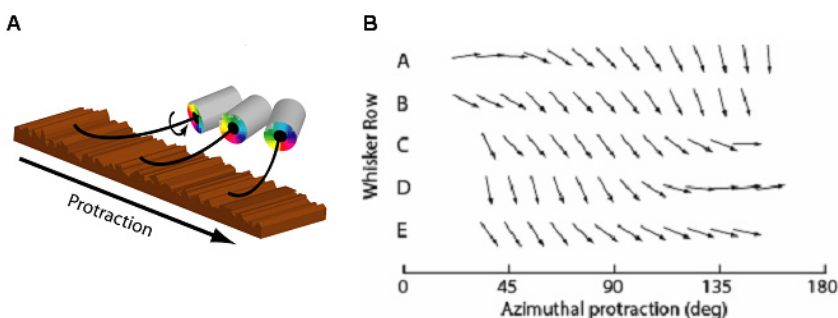 A
Protraction
B
Whisker Row
A
B
C
D
E
0 45 90 135 180
Azimuthal protraction (deg)